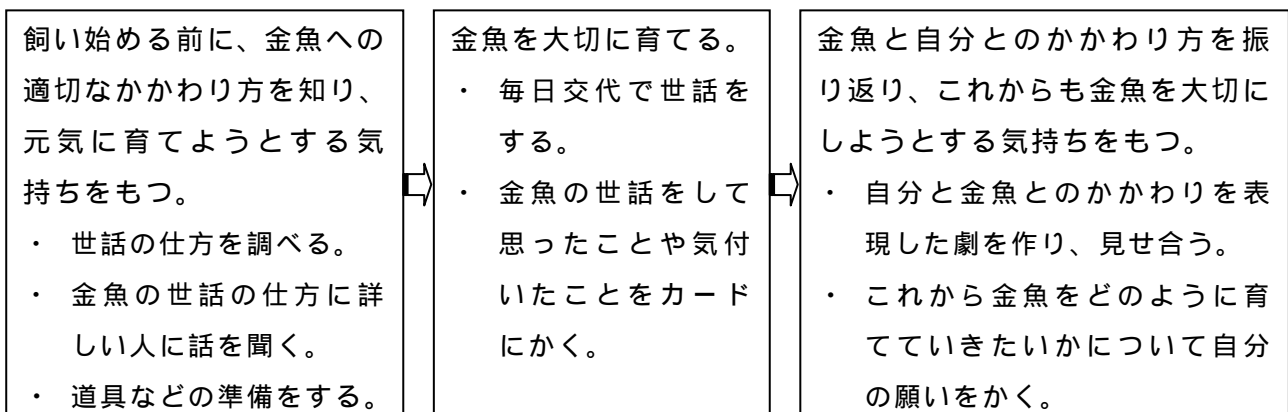 飼い始める前に、金魚への
適切なかかわり方を知り、
元気に育てようとする気
持ちをもつ。
・ 世話の仕方を調べる。
・ 金魚の世話の仕方に詳
しい人に話を聞く。
・ 道具などの準備をする。
金魚を大切に育てる。
・ 毎日交代で世話を
する。
・ 金魚の世話をして
思ったことや気付
いたことをカード
にかく。
金魚と自分とのかかわり方を振
り返り、これからも金魚を大切に
しようとする気持ちをもつ。
・ 自分と金魚とのかかわりを表
現した劇を作り、見せ合う。
・ これから金魚をどのように育
てていきたいかについて自分
の願いをかく。